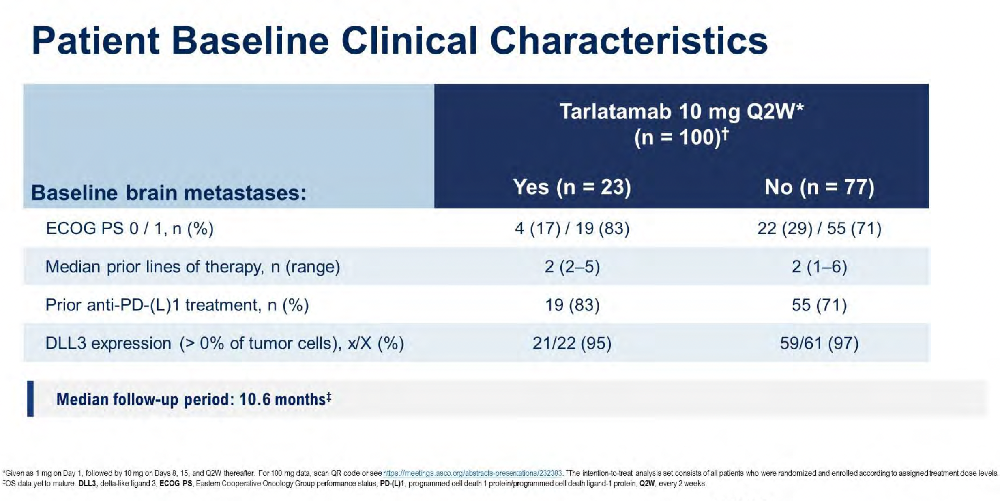 Patient Baseline Clinical Characteristics
Tarlatamab 10 mg Q2W*
(n = 100)†
Baseline brain metastases: Yes (n = 23) No (n = 77)
ECOG PS 0 / 1, n (%) 4 (17) / 19 (83) 22 (29) / 55 (71)
Median prior lines of therapy, n (range) 2 (2–5) 2 (1–6)
Prior anti-PD-(L)1 treatment, n (%) 19 (83) 55 (71)
DLL3 expression (> 0% of tumor cells), x/X (%) 21/22 (95) 59/61 (97)
Median follow-up period: 10.6 months‡
*Given as 1 mg on Day 1, followed by 10 mg on Days 8, 15, and Q2W thereafter. For 100 mg data, scan QR code or see https://meetings.asco.org/abstracts-presentations/232383. †The intention-to-treat analysis set consists of all patients who were randomized and enrolled according to assigned treatment dose levels.
‡OS data yet to mature. DLL3, delta-like ligand 3; ECOG PS, Eastern Cooperative Oncology Group performance status; PD-(L)1, programmed cell death 1 protein/programmed cell death ligand-1 protein; Q2W, every 2 weeks.